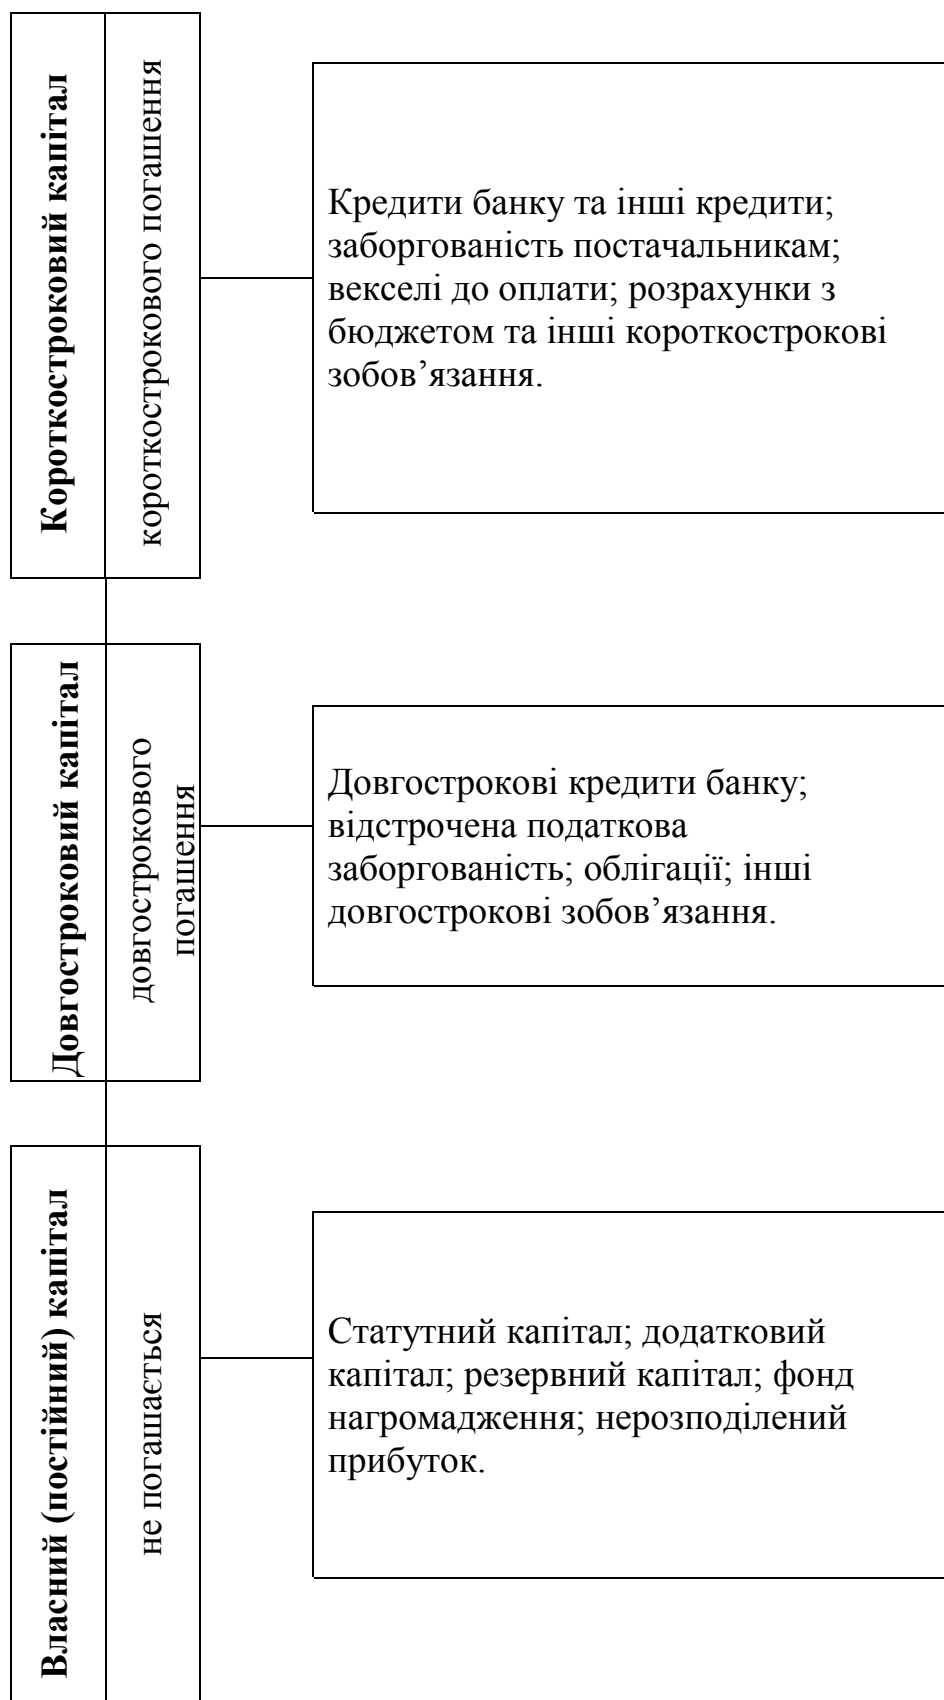 Короткостроковий капітал
короткострокового погашення
Кредити банку та інші кредити;
заборгованість постачальникам;
векселі до оплати; розрахунки з
бюджетом та інші короткострокові
зобов’язання.
Довгостроковий капітал
довгострокового
погашення
Довгострокові кредити банку;
відстрочена податкова
заборгованість; облігації; інші
довгострокові зобов’язання.
Власний (постійний) капітал
не погашається
Статутний капітал; додатковий
капітал; резервний капітал; фонд
нагромадження; нерозподілений
прибуток.